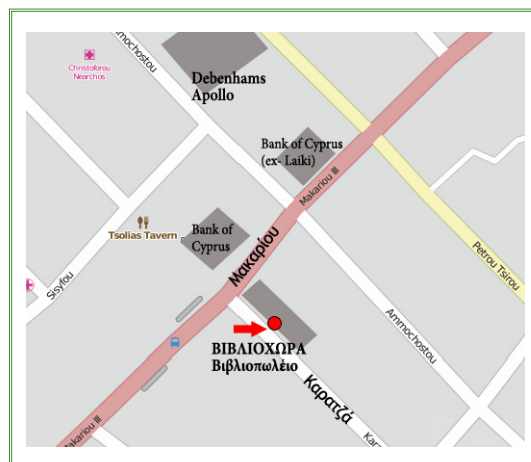 Ammochostou
Christoforou
Nearchos
Debenhams
Apollo
Bank of Cyprus
(ex- Laiki)
Makariou III
Tsolias Tavern
Bank of
Cyprus
Μακαρίου
Petrou Tsirou
Sisyfou
Ammochostou
ΒΙΒΛΙΟΧΩΡΑ
Βιβλιοπωλείο
Καρατζά
Makariou III
Kara